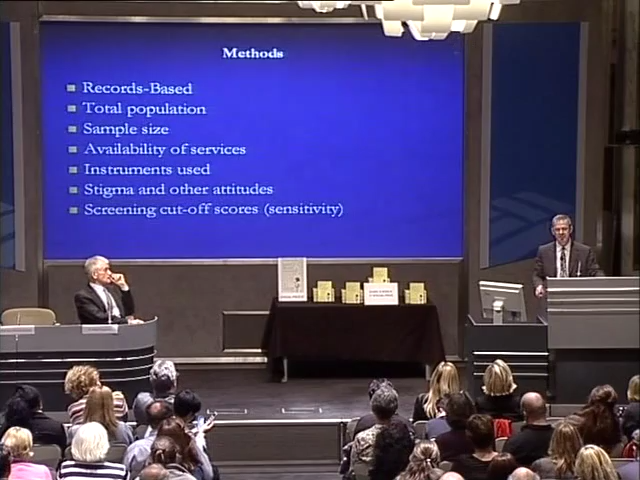 Methods
Records-Based
Total population
Sample size
Availability of services
Instruments used
Stigma and other attitudes
Screening cut-off scores (sensitivity)